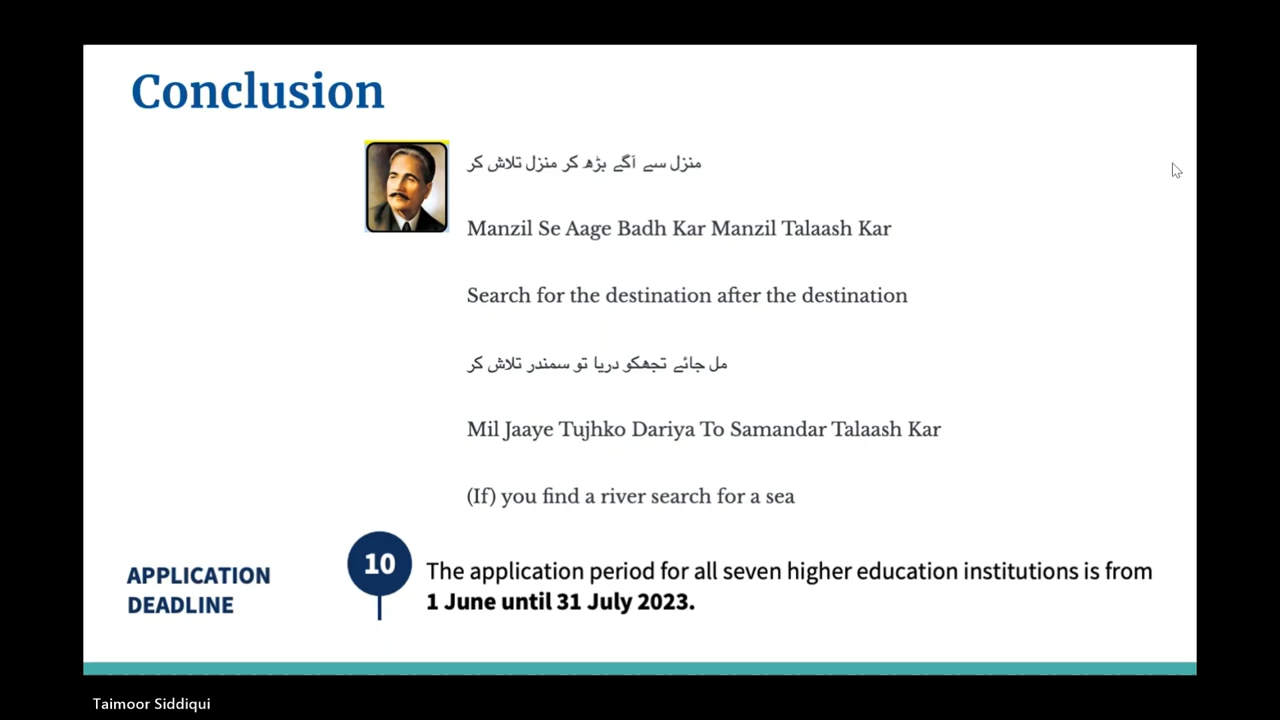 Conclusion
منزل سے آگے بڑھ کر منزل تلاش کر
Manzil Se Aage Badh Kar Manzil Talaash Kar
Search for the destination after the destination
مل جائے تجھکو دریا تو سمندر تلاش کر
Mil Jaaye Tujhko Dariya To Samandar Talaash Kar
(If) you find a river search for a sea
APPLICATION
DEADLINE
10
The application period for all seven higher education institutions is from
1 June until 31 July 2023.
Taimoor Siddiqui